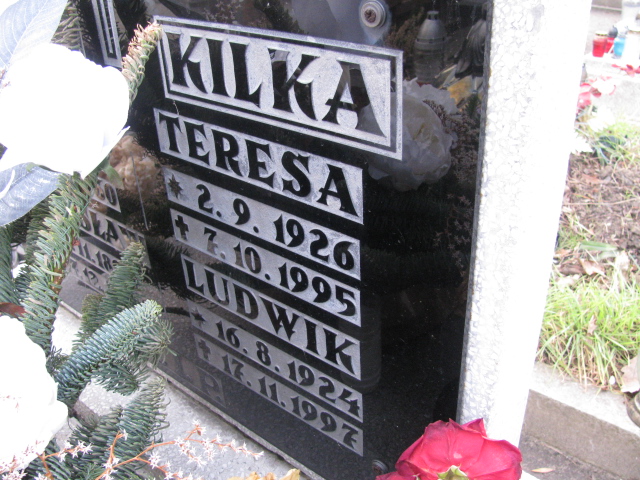 KILKA
TERESA
* 2. 9. 1926
✝ 7. 10. 1995
LUDWIK
* 16. 8. 1924
✝ 17. 11. 1997